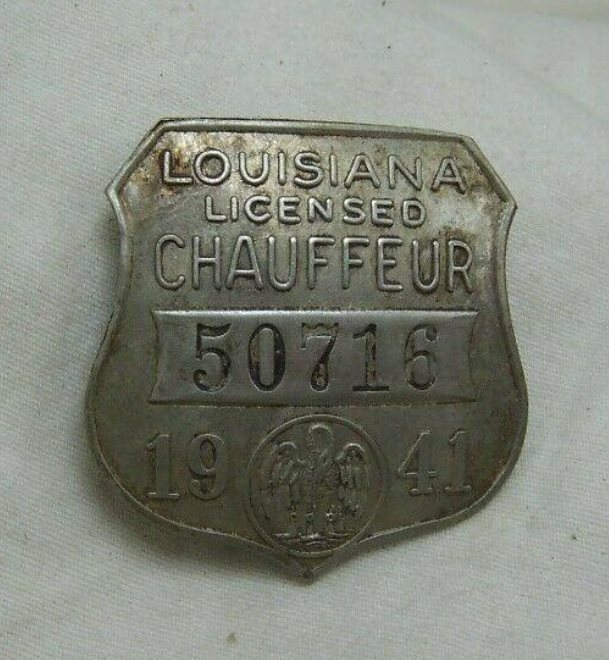 LOUISIANA
LICENSED
CHAUFFEUR
50716
19 41